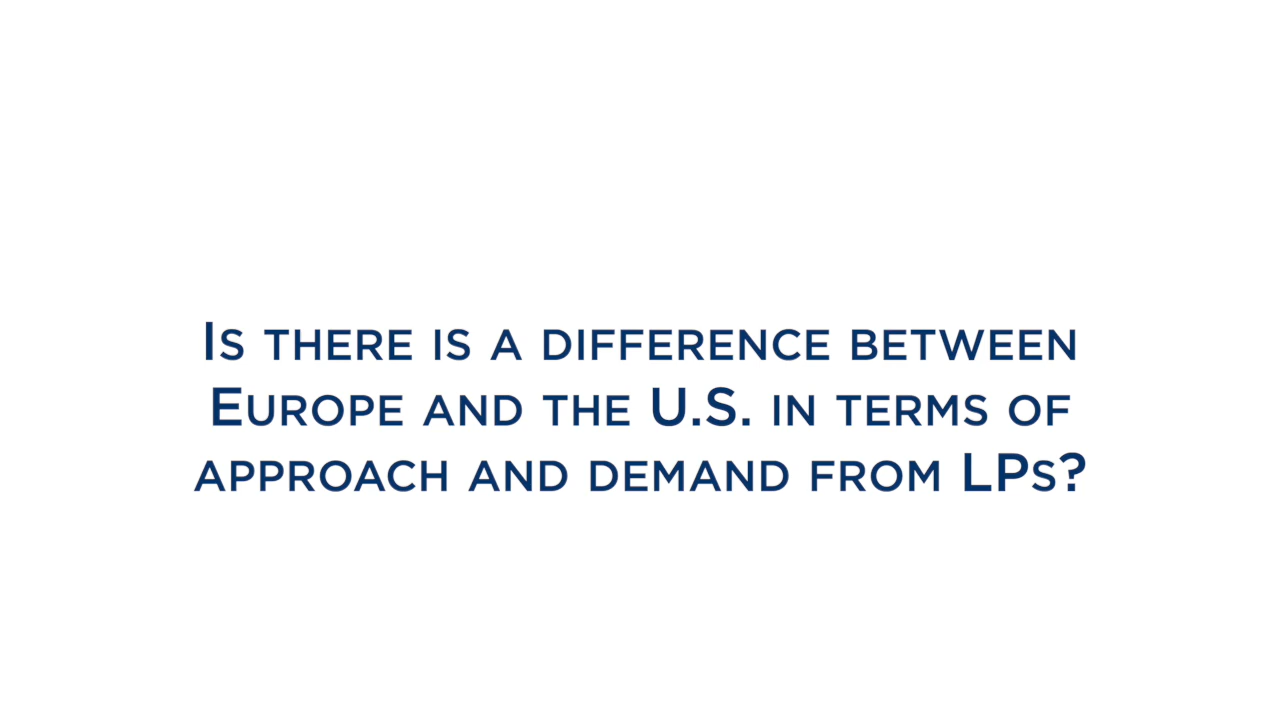 Is there is a difference between
Europe and the U.S. in terms of
approach and demand from LPs?